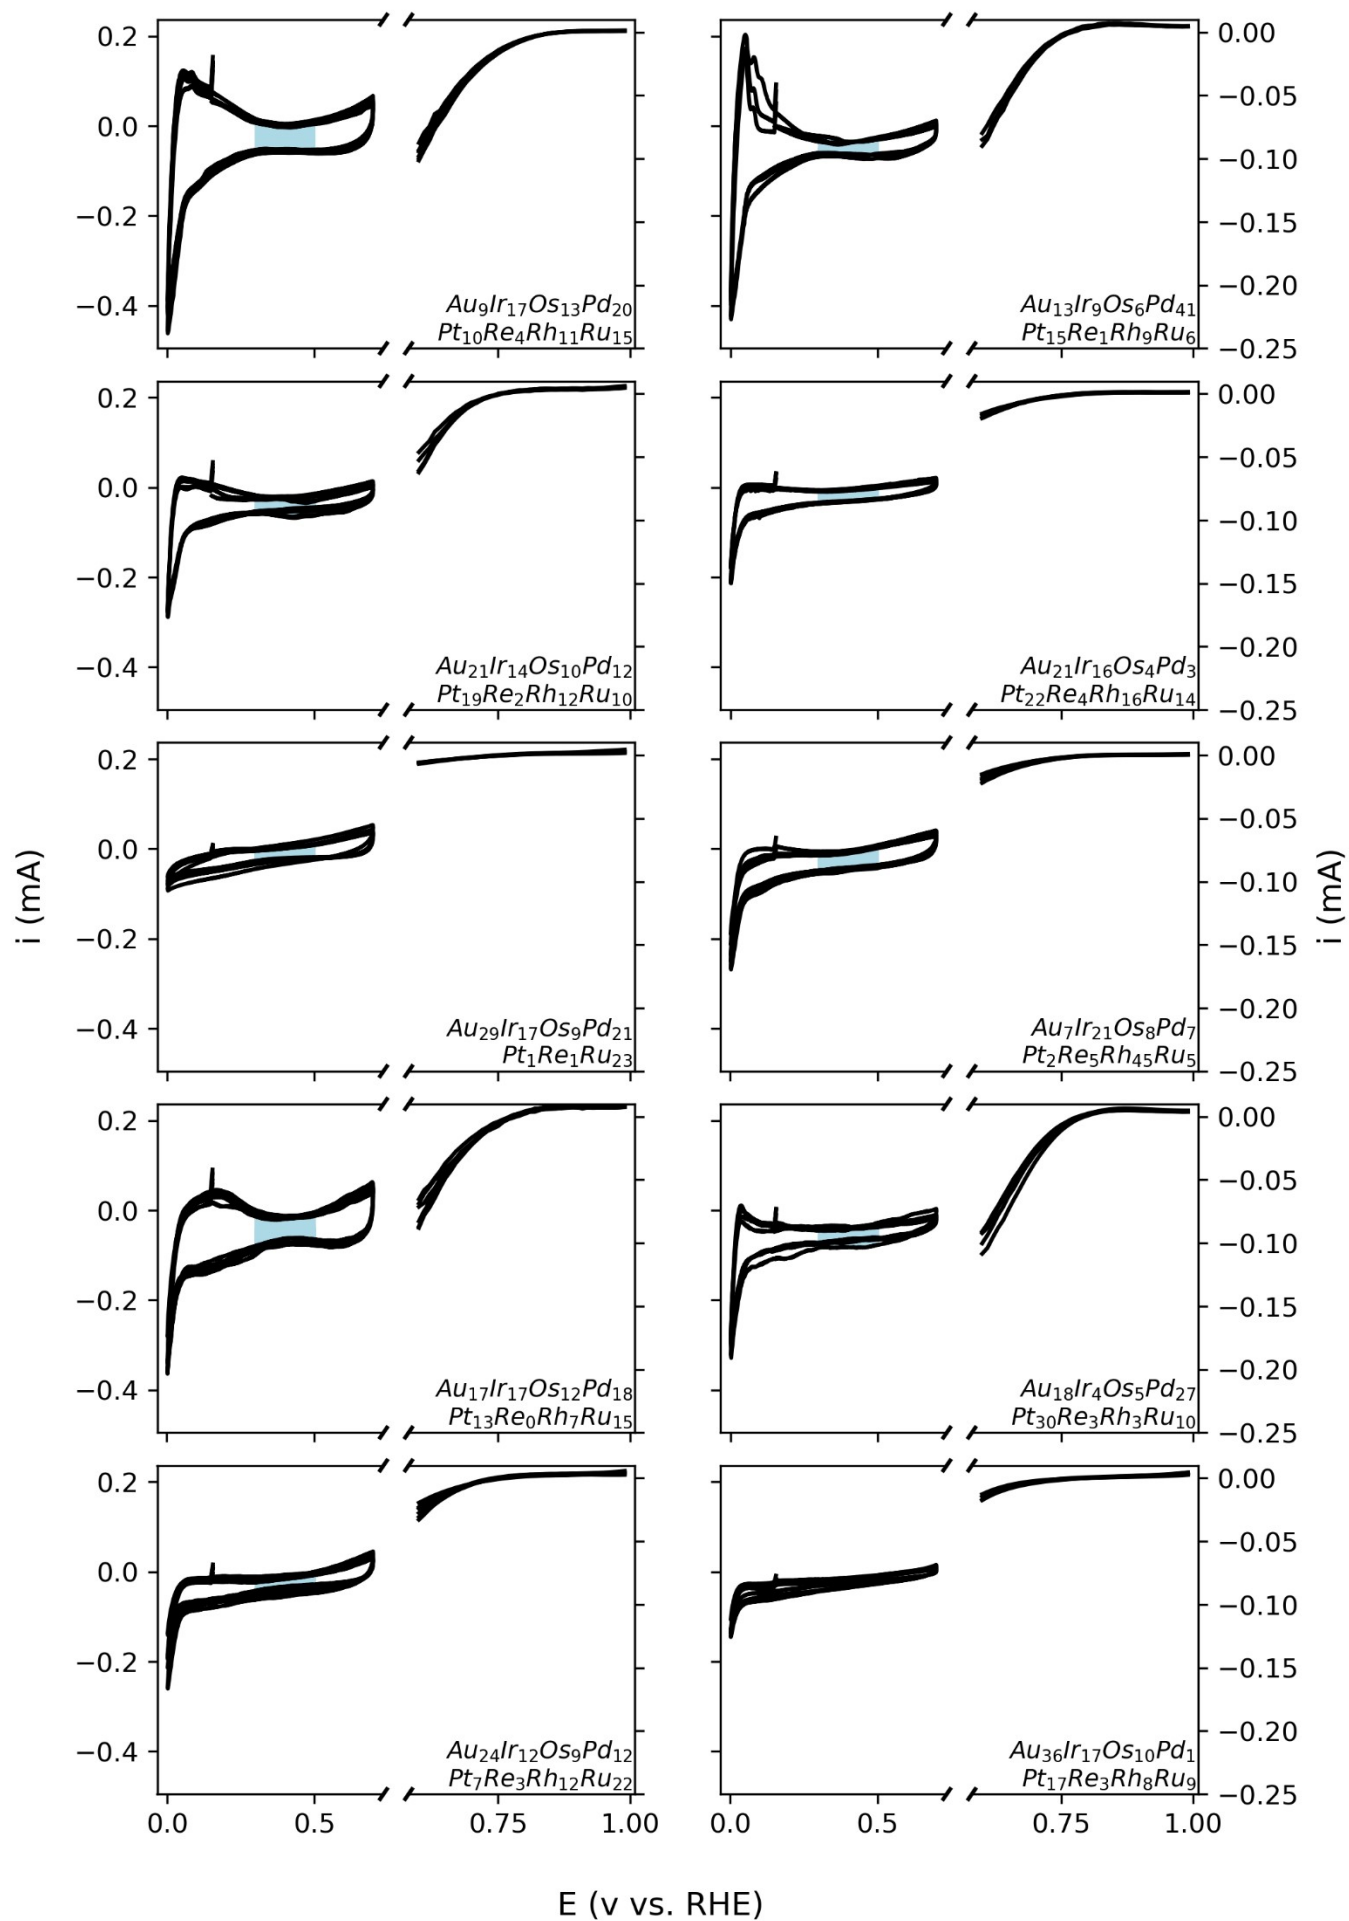 0.2
0.0
−0.2
−0.4
Au₉Ir₁₇Os₁₃Pd₂₀
Pt₁₀Re₄Rh₁₁Ru₁₅
Au₁₃Ir₉Os₆Pd₄₁
Pt₁₅Re₁Rh₉Ru₆
0.00
−0.05
−0.10
−0.15
−0.20
−0.25
0.2
0.0
−0.2
−0.4
Au₂₁Ir₁₄Os₁₀Pd₁₂
Pt₁₉Re₂Rh₁₂Ru₁₀
Au₂₁Ir₁₆Os₄Pd₃
Pt₂₂Re₄Rh₁₆Ru₁₄
0.00
−0.05
−0.10
−0.15
−0.20
−0.25
i (mA)
0.2
0.0
−0.2
−0.4
Au₂₉Ir₁₇Os₉Pd₂₁
Pt₁Re₁Ru₂₃
Au₇Ir₂₁Os₈Pd₇
Pt₂Re₅Rh₄₅Ru₅
0.00
−0.05
−0.10
−0.15
−0.20
−0.25
i (mA)
0.2
0.0
−0.2
−0.4
Au₁₇Ir₁₇Os₁₂Pd₁₈
Pt₁₃Re₀Rh₇Ru₁₅
Au₁₈Ir₄Os₅Pd₂₇
Pt₃₀Re₃Rh₃Ru₁₀
0.00
−0.05
−0.10
−0.15
−0.20
−0.25
0.2
0.0
−0.2
−0.4
Au₂₄Ir₁₂Os₉Pd₁₂
Pt₇Re₃Rh₁₂Ru₂₂
Au₃₆Ir₁₇Os₁₀Pd₁
Pt₁₇Re₃Rh₈Ru₉
0.00
−0.05
−0.10
−0.15
−0.20
−0.25
0.0 0.5 0.75 1.00 0.0 0.5 0.75 1.00
E (v vs. RHE)